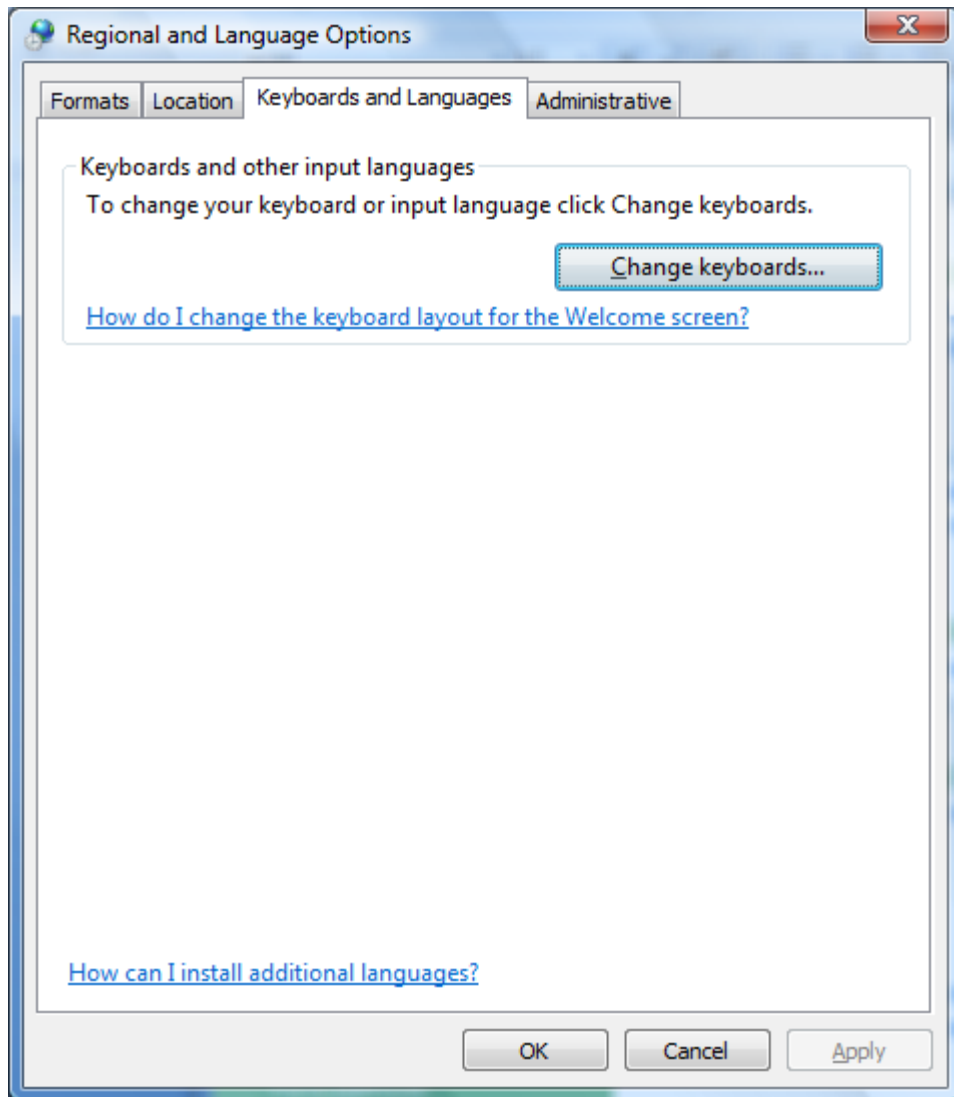 Regional and Language Options
Formats Location Keyboards and Languages Administrative
Keyboards and other input languages
To change your keyboard or input language click Change keyboards.
Change keyboards...
How do I change the keyboard layout for the Welcome screen?
How can I install additional languages?
OK Cancel Apply